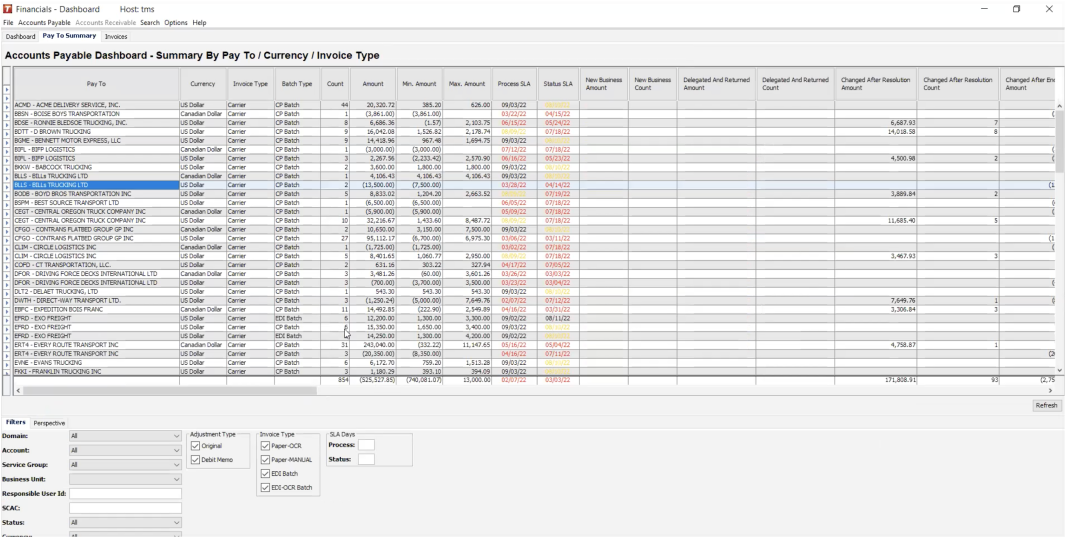 Financials - Dashboard Host: tms
File Accounts Payable Accounts Receivable Search Options Help
Dashboard Pay To Summary Invoices
Accounts Payable Dashboard - Summary By Pay To / Currency / Invoice Type
Pay To Currency Invoice Type Batch Type Count Amount Min. Amount Max. Amount Process SLA Status SLA New Business Amount New Business Count Delegated And Returned Amount Delegated And Returned Count Changed After Resolution Amount Changed After Resolution Count Changed After Amount
ACMD - ACME DELIVERY SERVICE, INC. US Dollar Carrier CP Batch 44 20,320.72 385.20 626.00 09/03/22
BBSN - BOISE BOYS TRANSPORTATION Canadian Dollar Carrier CP Batch 1 (3,861.00) (3,861.00) 03/22/22 04/15/22
BDSE - RONNIE BLEDSOE TRUCKING, INC. US Dollar Carrier CP Batch 8 6,686.36 (1.57) 2,103.75 06/15/22 05/24/22 6,687.93 7
BDTT - D BROWN TRUCKING US Dollar Carrier CP Batch 9 16,042.08 1,526.82 2,178.74 07/18/22 14,018.58 8
BGME - BENNETT MOTOR EXPRESS, LLC US Dollar Carrier CP Batch 9 14,418.96 967.48 1,694.75 09/03/22
BIPL - BIPP LOGISTICS Canadian Dollar Carrier CP Batch 1 (3,000.00) (3,000.00) 07/12/22 07/18/22
BIPL - BIPP LOGISTICS US Dollar Carrier CP Batch 3 2,267.56 (2,233.42) 2,570.90 06/16/22 05/23/22 4,500.98 2
BKKW - BABCOCK TRUCKING US Dollar Carrier CP Batch 2 3,600.00 1,800.00 1,800.00 09/03/22
BLLS - BILLs TRUCKING LTD Canadian Dollar Carrier CP Batch 1 4,106.43 4,106.43 4,106.43 09/03/22
BLLS - BILLs TRUCKING LTD US Dollar Carrier CP Batch 2 (13,500.00) (7,500.00) 03/28/22 04/14/22
BODB - BOYD BROS TRANSPORTATION INC US Dollar Carrier CP Batch 5 8,833.02 1,204.20 2,663.52 07/19/22 3,889.84 2
BSPM - BEST SOURCE TRANSPORT LTD US Dollar Carrier CP Batch 1 (6,500.00) (6,500.00) 06/05/22 07/18/22
CEGT - CENTRAL OREGON TRUCK COMPANY INC Canadian Dollar Carrier CP Batch 1 (5,900.00) (5,900.00) 05/09/22 07/18/22
CEGT - CENTRAL OREGON TRUCK COMPANY INC US Dollar Carrier CP Batch 10 32,216.67 1,433.60 8,487.72 07/18/22 11,685.40 5
CFGO - CONTRANS FLATBED GROUP GP INC Canadian Dollar Carrier CP Batch 2 10,650.00 3,150.00 7,500.00 09/03/22
CFGO - CONTRANS FLATBED GROUP GP INC US Dollar Carrier CP Batch 27 95,112.17 (6,700.00) 6,975.30 03/06/22 03/11/22
CLJM - CIRCLE LOGISTICS INC Canadian Dollar Carrier CP Batch 1 (1,725.00) (1,725.00) 03/03/22 07/18/22
CLJM - CIRCLE LOGISTICS INC US Dollar Carrier CP Batch 5 8,401.65 1,060.77 2,950.00 07/18/22 3,467.93 3
COFD - CT TRANSPORTATION, LLC. US Dollar Carrier CP Batch 2 631.16 303.22 327.94 04/17/22 07/05/22
DFOR - DRIVING FORCE DECKS INTERNATIONAL LTD Canadian Dollar Carrier CP Batch 3 3,481.26 (60.00) 3,601.26 03/26/22 03/03/22
DFOR - DRIVING FORCE DECKS INTERNATIONAL LTD US Dollar Carrier CP Batch 3 (700.00) (3,700.00) 3,500.00 03/23/22 03/04/22
DLT2 - DELAET TRUCKING, LTD US Dollar Carrier CP Batch 1 543.30 543.30 543.30 09/03/22
DWTH - DIRECT-WAY TRANSPORT LTD. US Dollar Carrier CP Batch 3 (1,250.24) (5,000.00) 7,649.76 02/07/22 07/12/22 7,649.76 1
EBFC - EXPEDITION BOIS FRANC Canadian Dollar Carrier CP Batch 11 14,492.85 (222.90) 2,549.89 04/16/22 03/31/22 3,306.84 3
EFRD - EXO FREIGHT US Dollar Carrier EDI Batch 6 12,200.00 1,300.00 3,300.00 09/02/22 08/11/22
EFRD - EXO FREIGHT US Dollar Carrier CP Batch 15,350.00 1,650.00 3,400.00 09/03/22
EFRD - EXO FREIGHT US Dollar Carrier EDI Batch 14,250.00 1,300.00 4,200.00 09/03/22
ERT4 - EVERY ROUTE TRANSPORT INC Canadian Dollar Carrier CP Batch 31 243,040.00 (332.22) 11,147.65 05/16/22 05/04/22 4,758.87 1
ERT4 - EVERY ROUTE TRANSPORT INC US Dollar Carrier CP Batch 3 (20,350.00) (8,350.00) 04/16/22 07/11/22
EVNE - EVANS TRUCKING US Dollar Carrier CP Batch 6 6,172.70 759.20 1,513.28 09/03/22
FKKI - FRANKLIN TRUCKING INC US Dollar Carrier CP Batch 3 1,180.29 393.10 394.09 09/03/22
854 (525,527.85) (740,081.07) 13,000.00 02/07/22 03/03/22 171,808.91 93 (2,75
Refresh
Filters Perspective
Domain: All
Account: All
Service Group: All
Business Unit:
Responsible User Id:
SCAC:
Status: All
Adjustment Type
Original
Debit Memo
Invoice Type
Paper-OCR
Paper-MANUAL
EDI Batch
EDI-OCR Batch
SLA Days
Process:
Status: